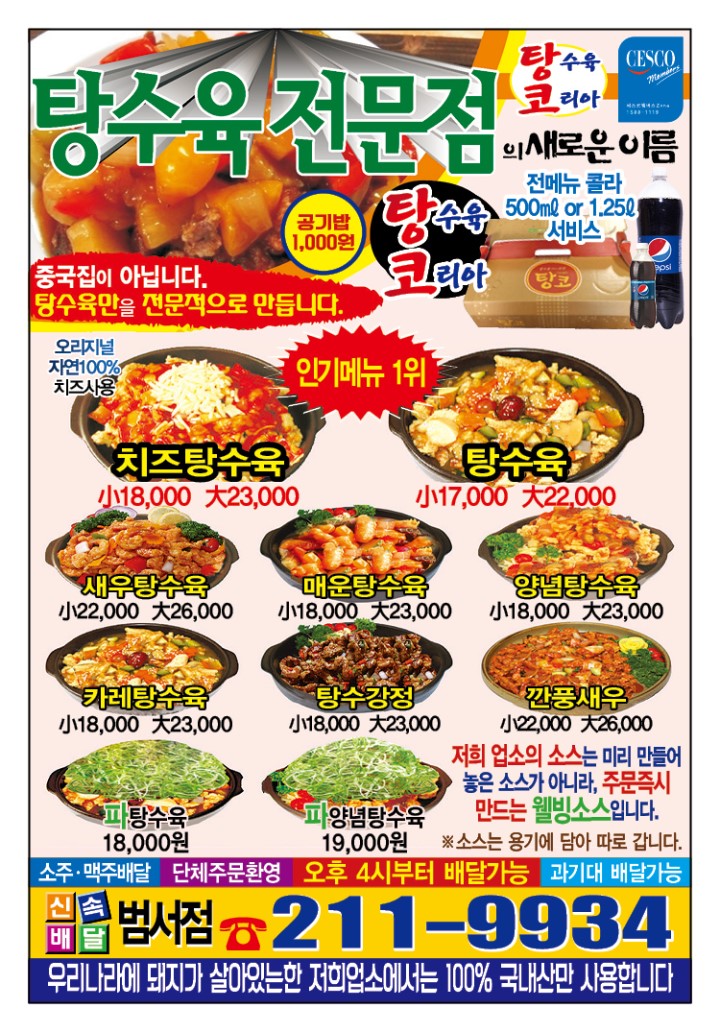 탕수육 전문점
탕수육
코리아
CESCO
Members
의 새로운 이름
전메뉴 콜라
500㎖ or 1.25ℓ
서비스
공기밥
1,000원
탕수육
코리아
탕코
pepsi
중국집이 아닙니다.
탕수육만을 전문적으로 만듭니다.
오리지널
자연100%
치즈사용
인기메뉴 1위
치즈탕수육
小18,000 大23,000
탕수육
小17,000 大22,000
새우탕수육
小22,000 大26,000
매운탕수육
小18,000 大23,000
양념탕수육
小18,000 大23,000
카레탕수육
小18,000 大23,000
탕수강정
小18,000 大23,000
깐풍새우
小22,000 大26,000
파탕수육
18,000원
파양념탕수육
19,000원
저희 업소의 소스는 미리 만들어
놓은 소스가 아니라, 주문즉시
만드는 웰빙소스입니다.
※소스는 용기에 담아 따로 갑니다.
소주·맥주배달 단체주문환영 오후 4시부터 배달가능 과기대 배달가능
신속
배달
범서점 ☎211-9934
우리나라에 돼지가 살아있는한 저희업소에서는 100% 국내산만 사용합니다